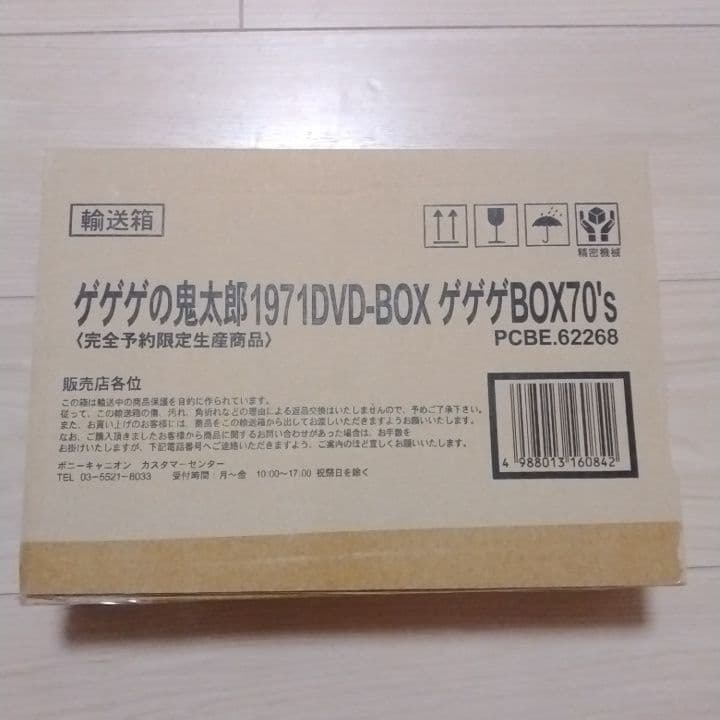 輸送箱
精密機械
ゲゲゲの鬼太郎1971DVD-BOX ゲゲゲBOX70's
〈完全予約限定生産商品〉
PCBE.62268
販売店各位
この箱は輸送中の商品保護を目的に作られています。
従って、この輸送箱の傷、汚れ、角折れなどの理由による返品交換はいたしませんので、予めご了承下さい。
また、お買い上げのお客様には、商品をこの輸送箱から出してお渡しいただきますようお願いいたします。
なお、ご購入頂きましたお客様から商品に関するお問い合わせがあった場合は、お手数を
お掛けいたしますが、下記電話番号へご連絡いただきますよう、ご案内のほど宜しくお願いいたします。
ポニーキャニオン カスタマーセンター
TEL 03-5521-8033 受付時間:月〜金 10:00〜17:00 祝祭日を除く
4 988013 160842